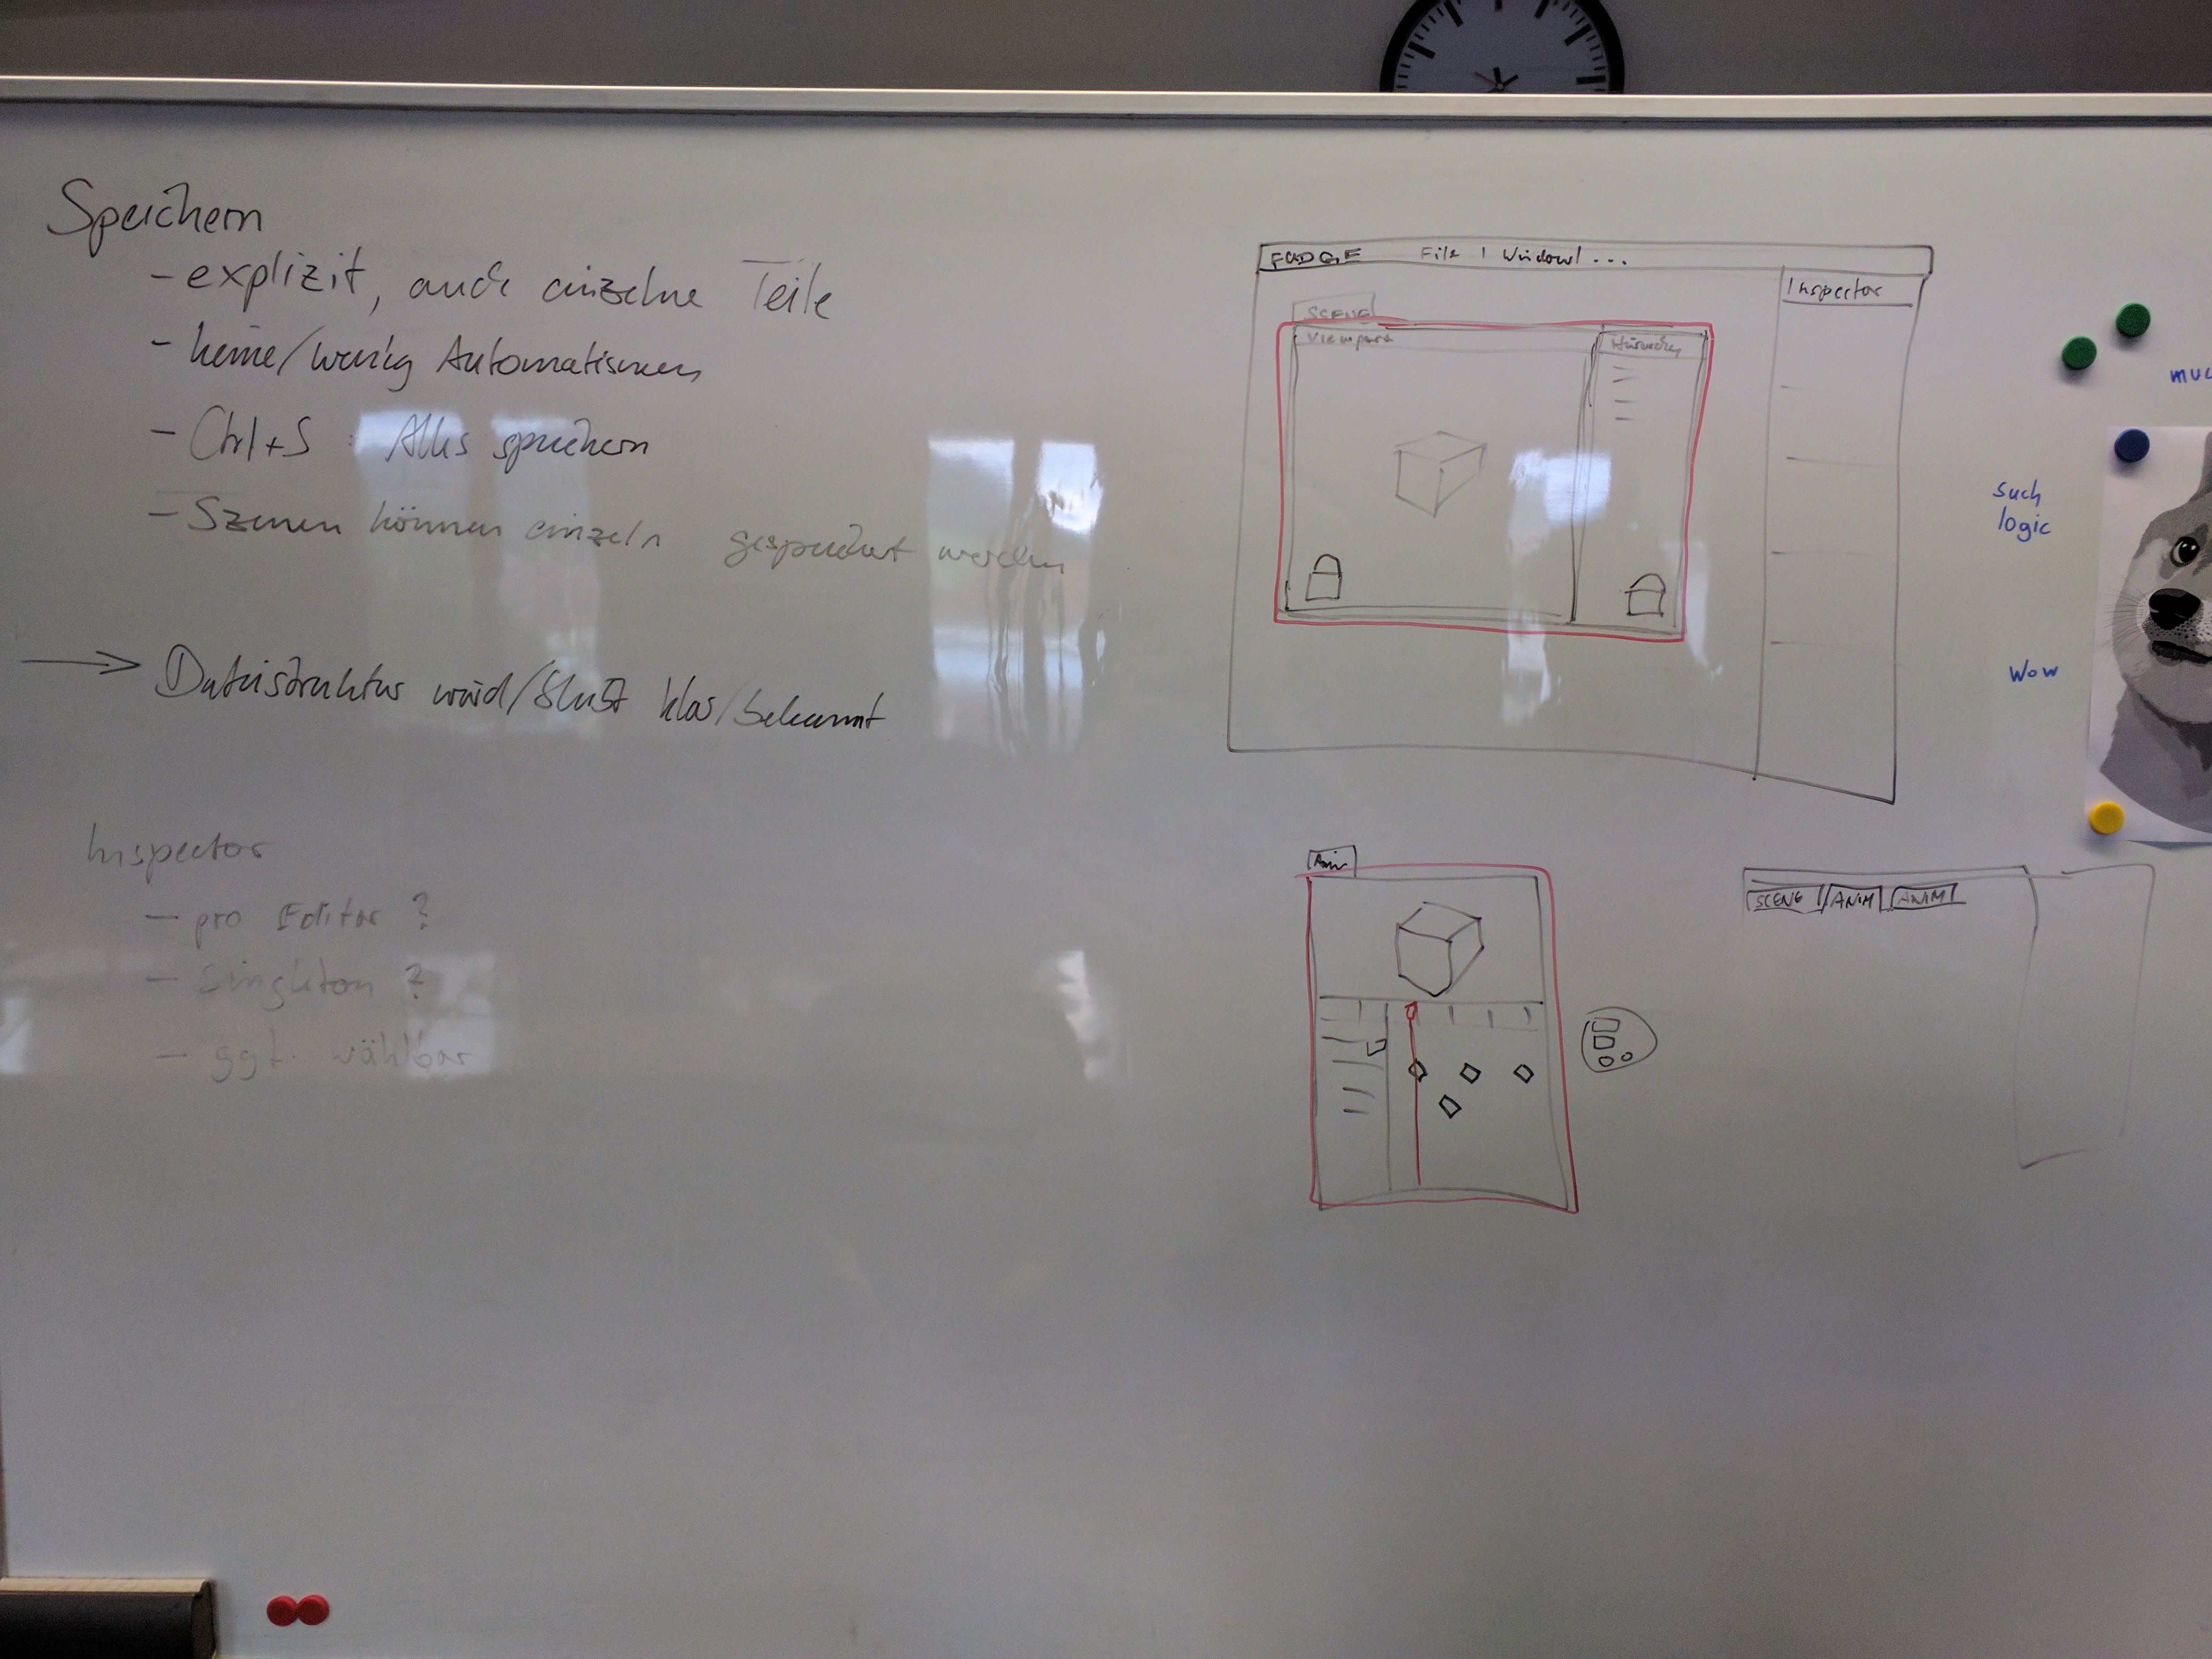 Speichern
- explizit, auch einzelne Teile
- keine/wenig Automatismen
- Ctrl+S : Alles speichern
- Szenen können einzeln gespeichert werden
→ Dateistruktur wird/bleibt klar/bekannt
Inspector
- pro Editor ?
- Singleton ?
- ggf. wählbar
FUDGE File | Window | ...
Inspector
SCENE
Viewport
Hierarchy
Anim
SCENE ANIM ANIM
such
logic
wow